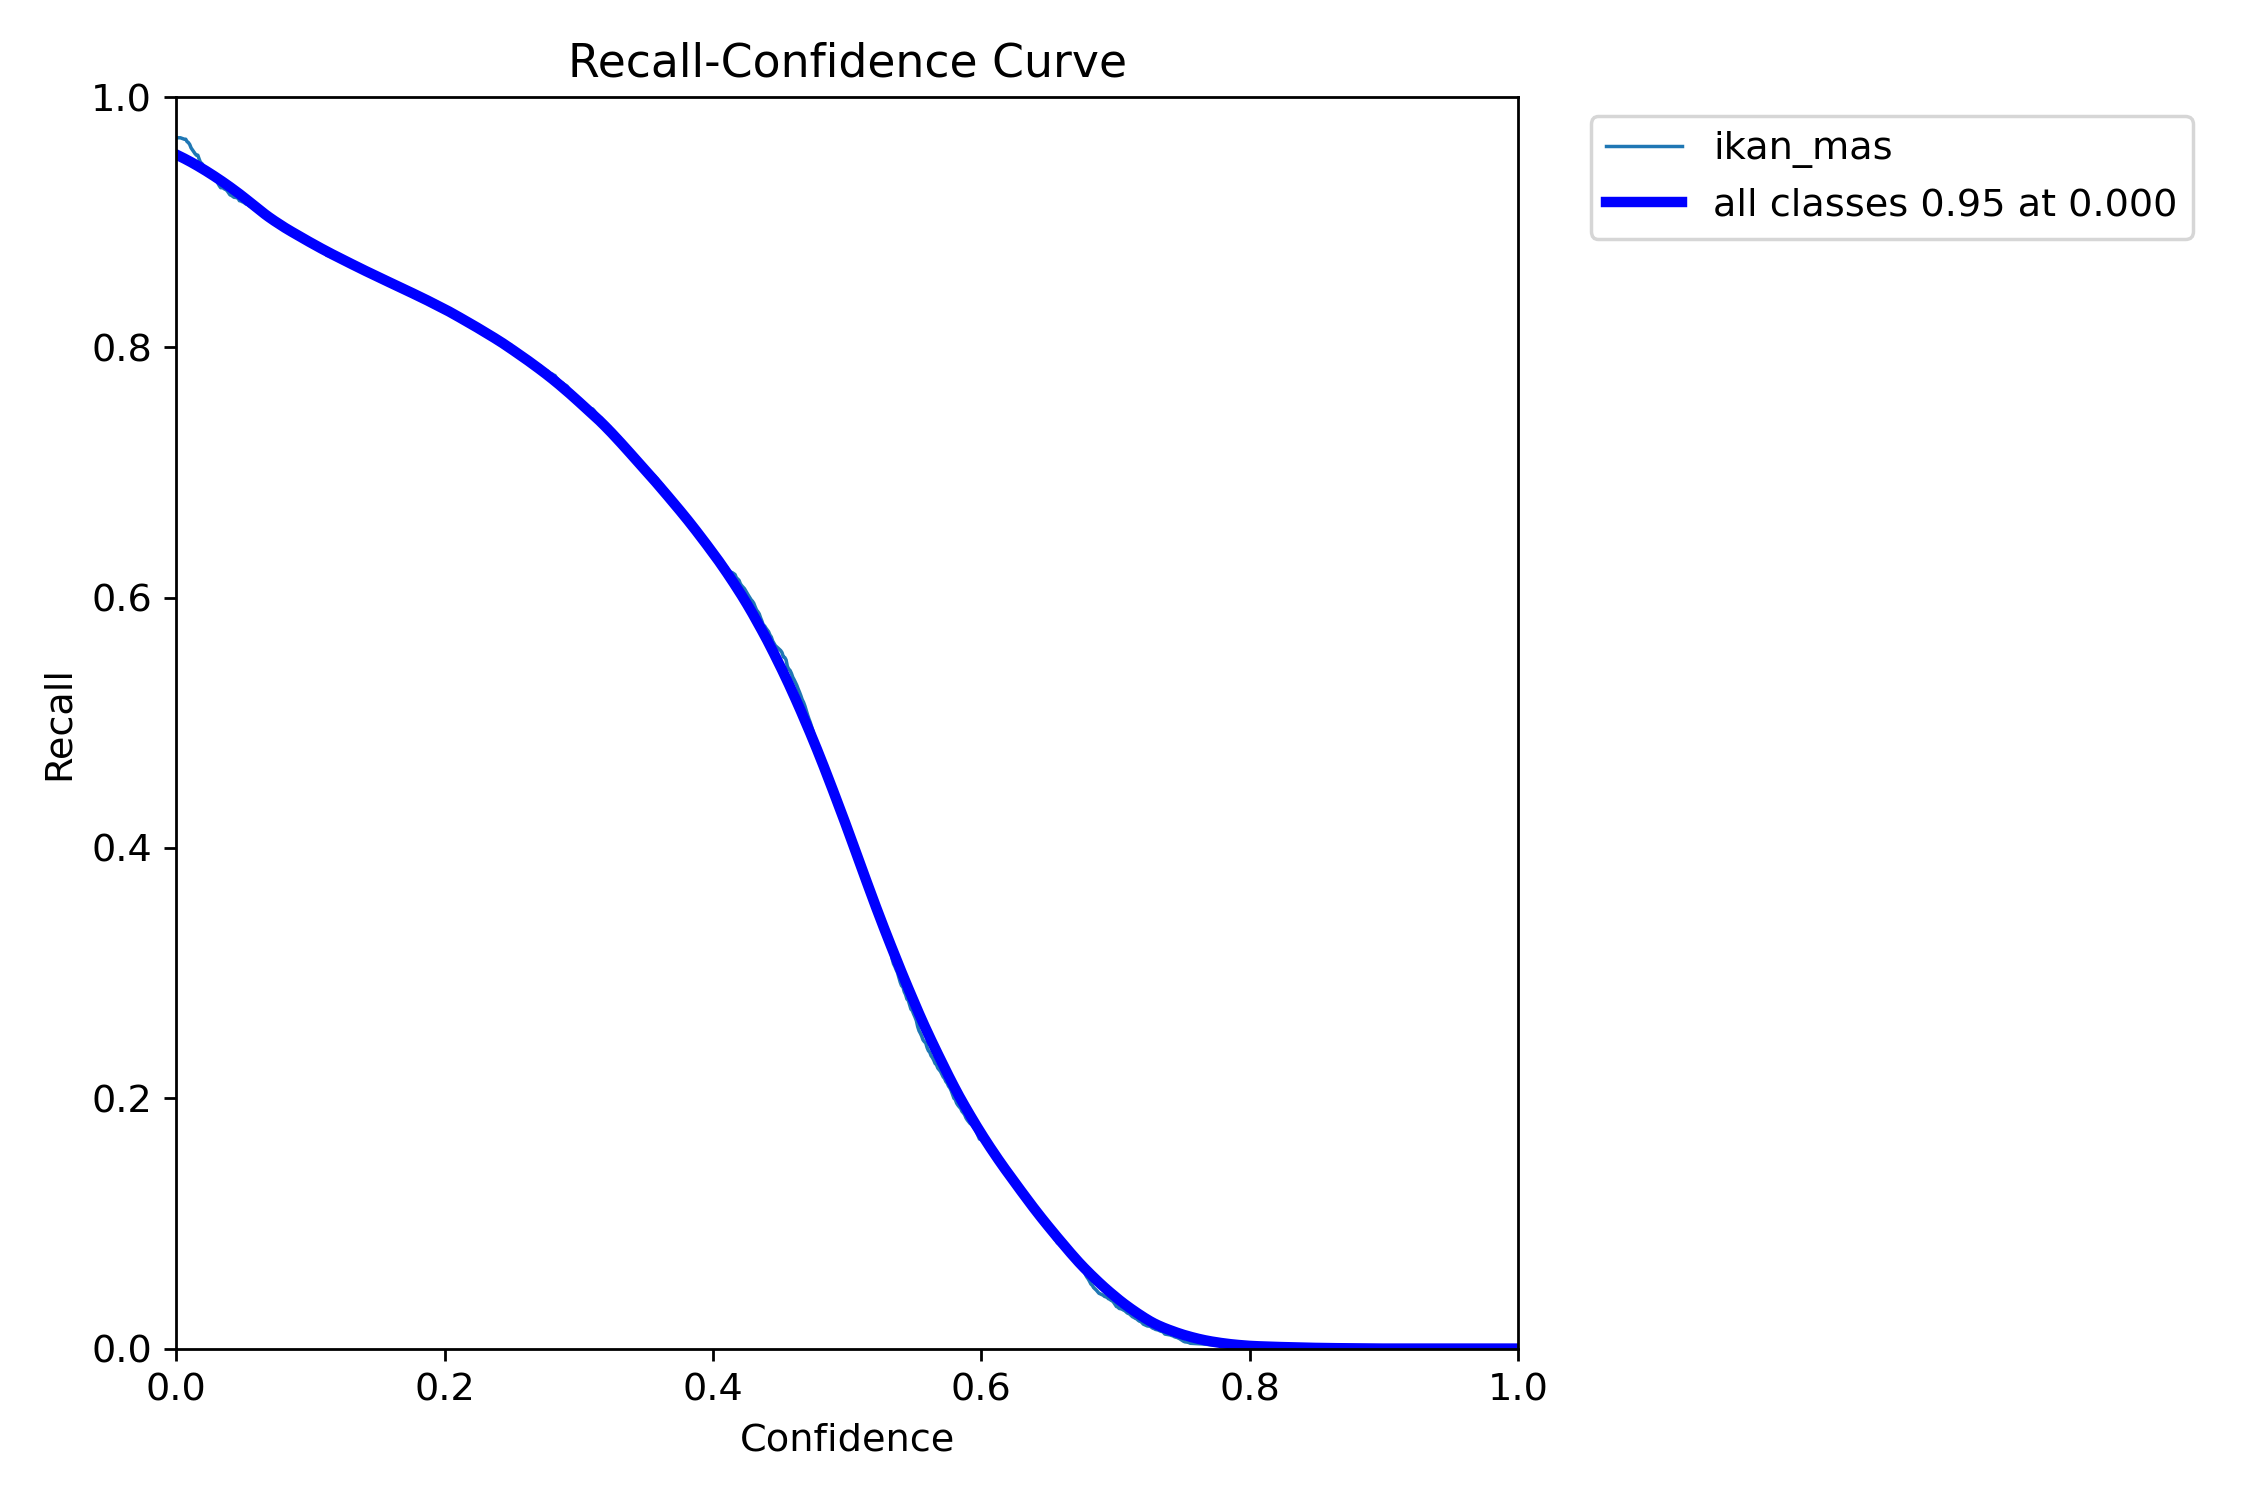 Recall-Confidence Curve
1.0
0.8
0.6
0.4
0.2
0.0
Recall
0.0 0.2 0.4 0.6 0.8 1.0
Confidence
ikan_mas
all classes 0.95 at 0.000